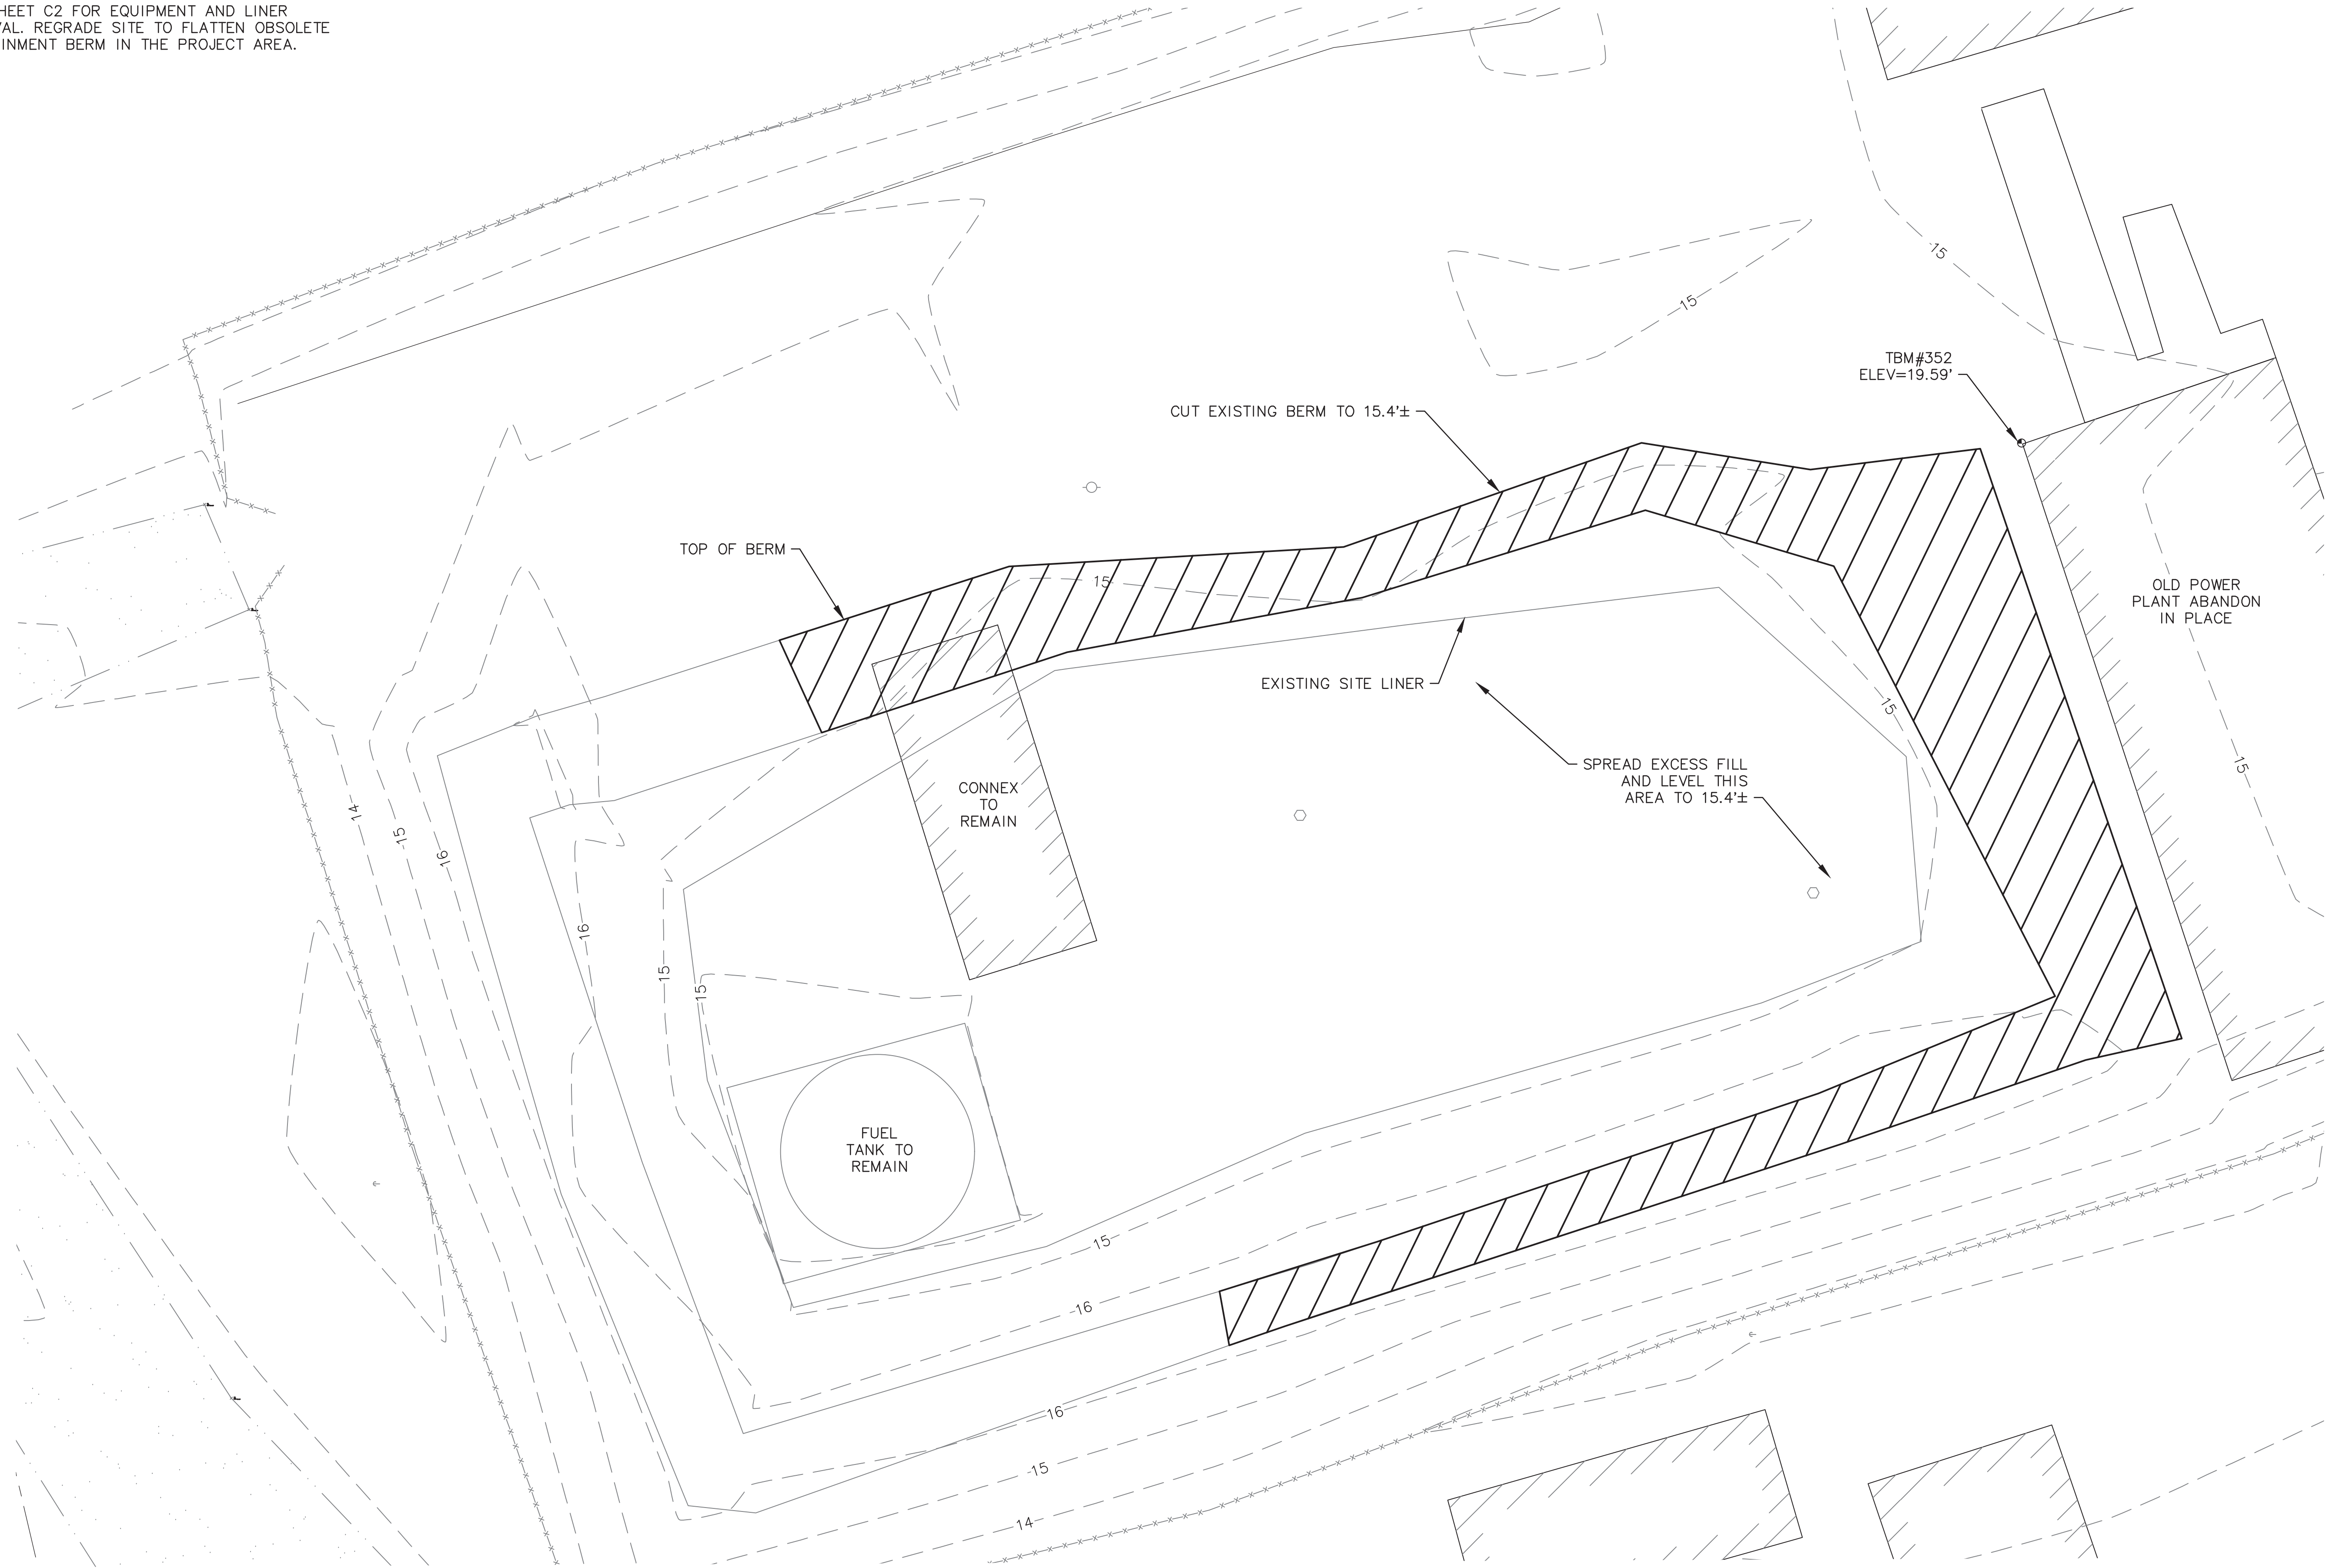 HEET C2 FOR EQUIPMENT AND LINER
VAL. REGRADE SITE TO FLATTEN OBSOLETE
INMENT BERM IN THE PROJECT AREA.
15
15
TBM#352
ELEV=19.59'
CUT EXISTING BERM TO 15.4'±
TOP OF BERM
15
OLD POWER
PLANT ABANDON
IN PLACE
EXISTING SITE LINER
15
SPREAD EXCESS FILL
AND LEVEL THIS
AREA TO 15.4'±
15
CONNEX
TO
REMAIN
14
15
16
16
15
15
FUEL
TANK TO
REMAIN
15
16
16
15
14